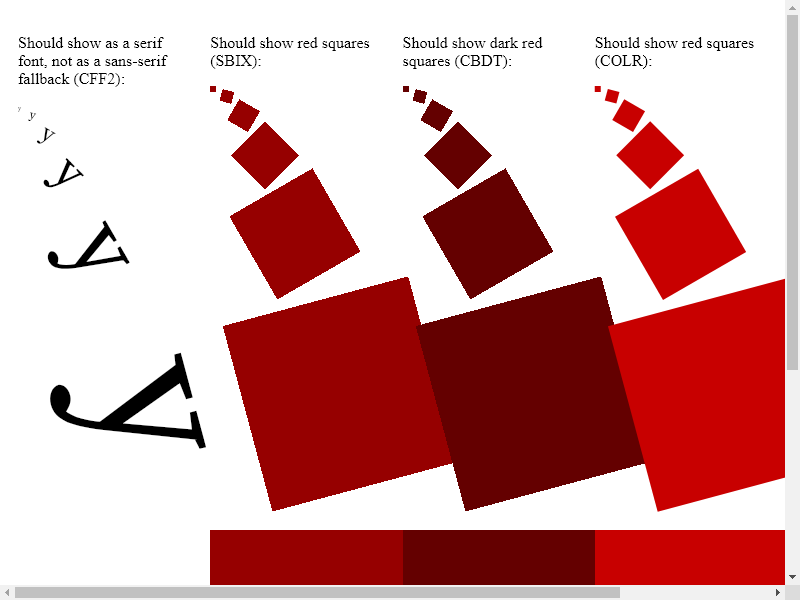 Should show as a serif
font, not as a sans-serif
fallback (CFF2):
y
y
y
y
y
y
Should show red squares
(SBIX):
Should show dark red
squares (CBDT):
Should show red squares
(COLR):